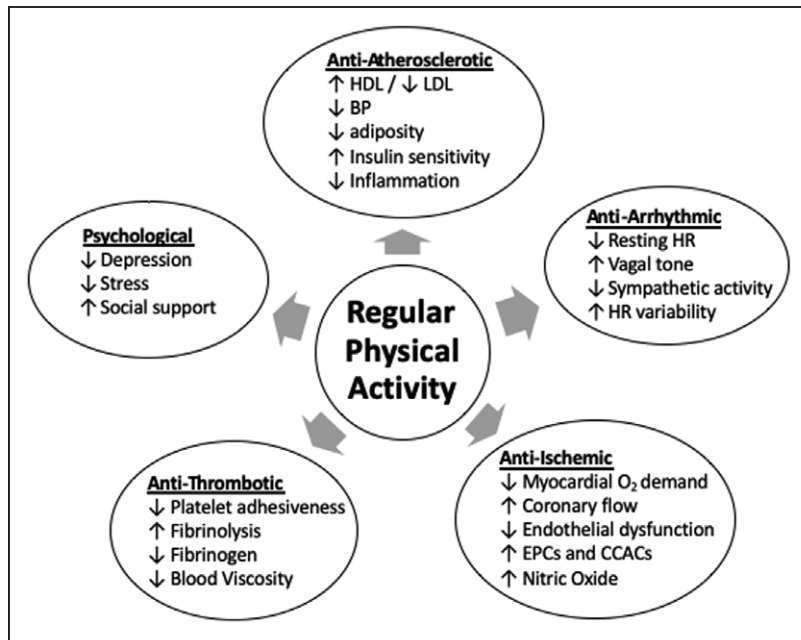 Anti-Atherosclerotic
↑ HDL / ↓ LDL
↓ BP
↓ adiposity
↑ Insulin sensitivity
↓ Inflammation
Psychological
↓ Depression
↓ Stress
↑ Social support
Anti-Arrhythmic
↓ Resting HR
↑ Vagal tone
↓ Sympathetic activity
↑ HR variability
Regular
Physical
Activity
Anti-Thrombotic
↓ Platelet adhesiveness
↑ Fibrinolysis
↓ Fibrinogen
↓ Blood Viscosity
Anti-Ischemic
↓ Myocardial O₂ demand
↑ Coronary flow
↓ Endothelial dysfunction
↑ EPCs and CCACs
↑ Nitric Oxide